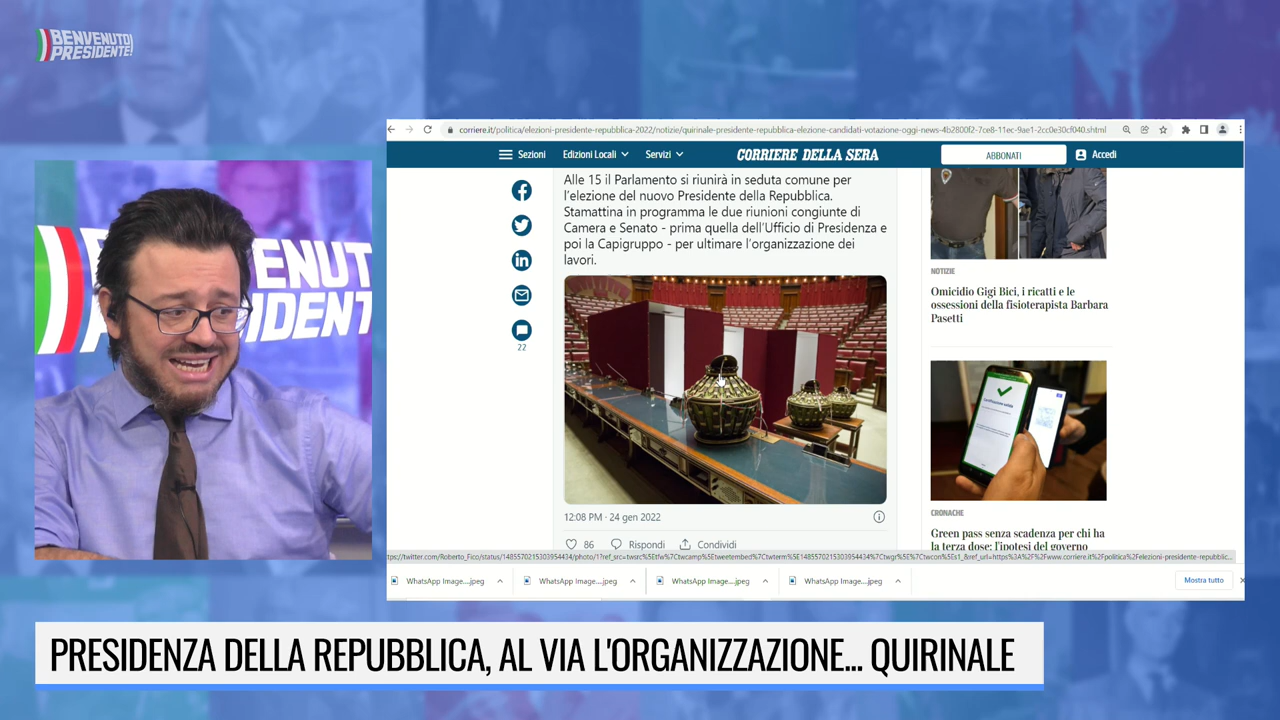 BENVENUTO
PRESIDENTE!
corriere.it/politica/elezioni-presidente-repubblica-2022/notizie/quirinale-presidente-repubblica-elezione-candidati-votazione-oggi-news-4b2800f2-7ce8-11ec-9ae1-2cc0e30cf040.shtml
Sezioni Edizioni Locali Servizi CORRIERE DELLA SERA ABBONATI Accedi
Alle 15 il Parlamento si riunirà in seduta comune per
l'elezione del nuovo Presidente della Repubblica.
Stamattina in programma le due riunioni congiunte di
Camera e Senato - prima quella dell'Ufficio di Presidenza e
poi la Capigruppo - per ultimare l'organizzazione dei
lavori.
22
12:08 PM · 24 gen 2022
86 Rispondi Condividi
NOTIZIE
Omicidio Gigi Bici, i ricatti e le
ossessioni della fisioterapista Barbara
Pasetti
CRONACHE
Green pass senza scadenza per chi ha
la terza dose: l'ipotesi del governo
WhatsApp Image....jpeg WhatsApp Image....jpeg WhatsApp Image....jpeg WhatsApp Image....jpeg Mostra tutto
ENUT
IDENT
PRESIDENZA DELLA REPUBBLICA, AL VIA L'ORGANIZZAZIONE... QUIRINALE